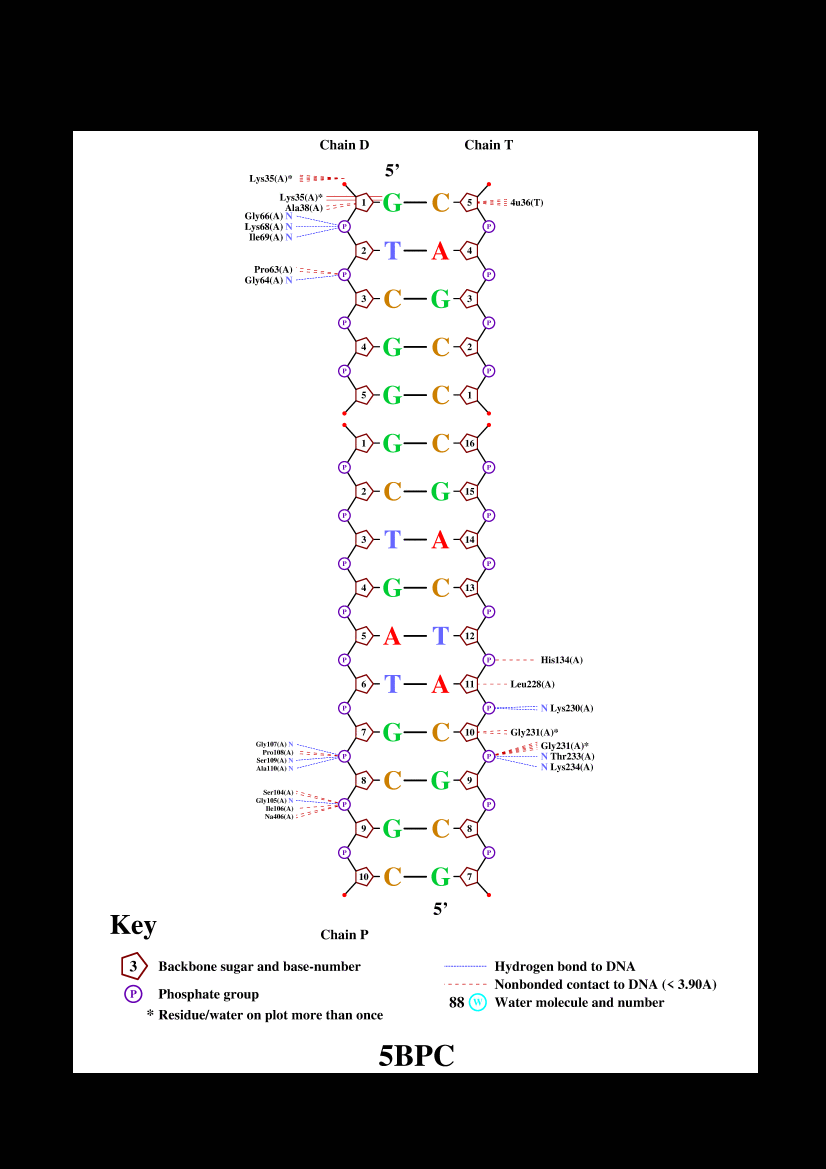 Chain D Chain T
5’
Lys35(A)*
Lys35(A)* 1 G C 5 4u36(T)
Ala38(A)
Gly66(A) N
Lys68(A) N P P
Ile69(A) N
2 T A 4
Pro63(A)
Gly64(A) N P P
3 C G 3
P P
4 G C 2
P P
5 G C 1
1 G C 16
P P
2 C G 15
P P
3 T A 14
P P
4 G C 13
P P
5 A T 12
P P His134(A)
6 T A 11 Leu228(A)
P P N Lys230(A)
7 G C 10 Gly231(A)*
Gly107(A) N Gly231(A)*
Pro108(A) P P N Thr233(A)
Ser109(A) N N Lys234(A)
Ala110(A) N
8 C G 9
Ser104(A)
Gly105(A) N P P
Ile106(A)
Na406(A)
9 G C 8
P P
10 C G 7
5’
Key
Chain P
3 Backbone sugar and base-number
P Phosphate group
* Residue/water on plot more than once
Hydrogen bond to DNA
Nonbonded contact to DNA (< 3.90A)
88 W Water molecule and number
5BPC